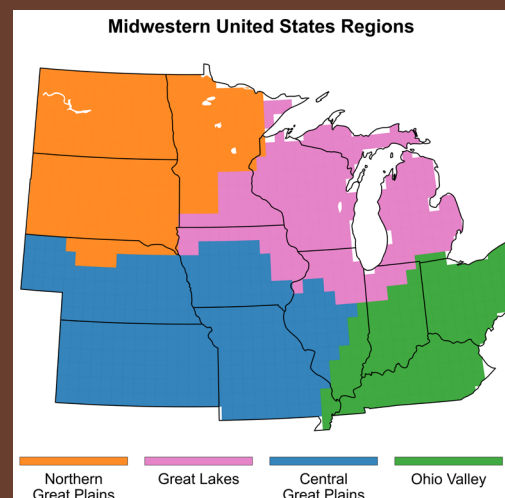 Midwestern United States Regions
Northern
Great Plains
Great Lakes
Central
Great Plains
Ohio Valley